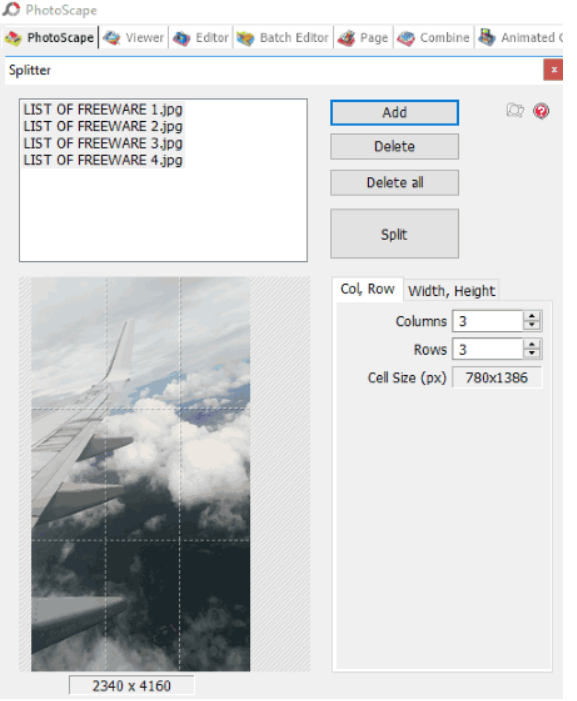 PhotoScape
PhotoScape Viewer Editor Batch Editor Page Combine Animated
Splitter
x
LIST OF FREEWARE 1.jpg
LIST OF FREEWARE 2.jpg
LIST OF FREEWARE 3.jpg
LIST OF FREEWARE 4.jpg
Add
?
Delete
Delete all
Split
Col, Row Width, Height
Columns 3
Rows 3
Cell Size (px) 780x1386
2340 x 4160